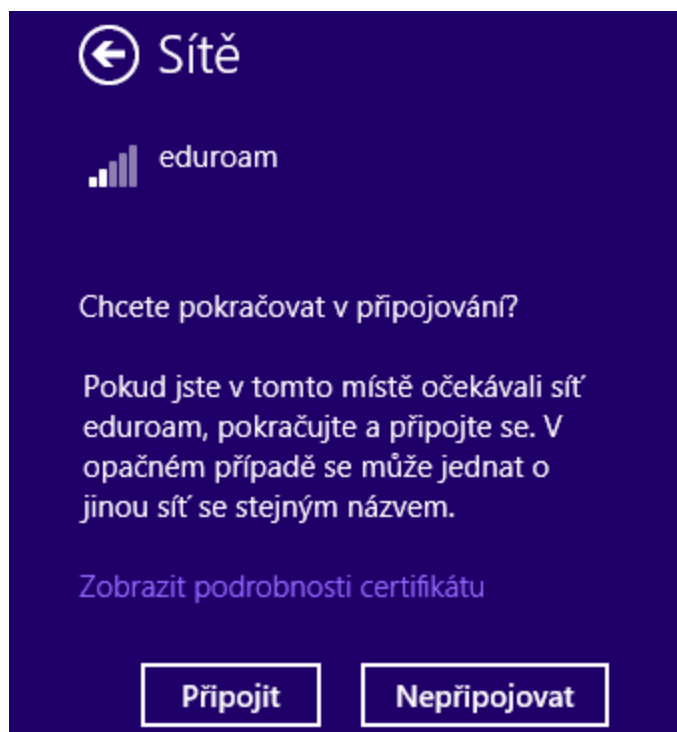 Sítě
eduroam
Chcete pokračovat v připojování?
Pokud jste v tomto místě očekávali síť
eduroam, pokračujte a připojte se. V
opačném případě se může jednat o
jinou síť se stejným názvem.
Zobrazit podrobnosti certifikátu
Připojit Nepřipojovat